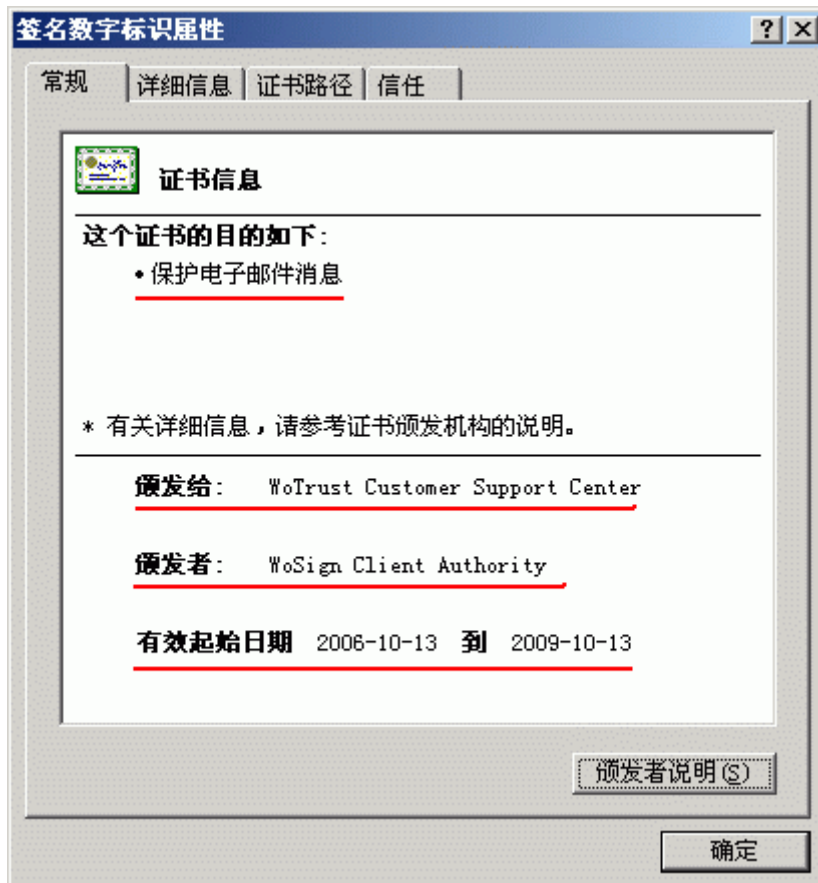 签名数字标识属性
常规 详细信息 证书路径 信任
证书信息
这个证书的目的如下:
•保护电子邮件消息
* 有关详细信息,请参考证书颁发机构的说明。
颁发给: WoTrust Customer Support Center
颁发者: WoSign Client Authority
有效起始日期 2006-10-13 到 2009-10-13
颁发者说明(S)
确定